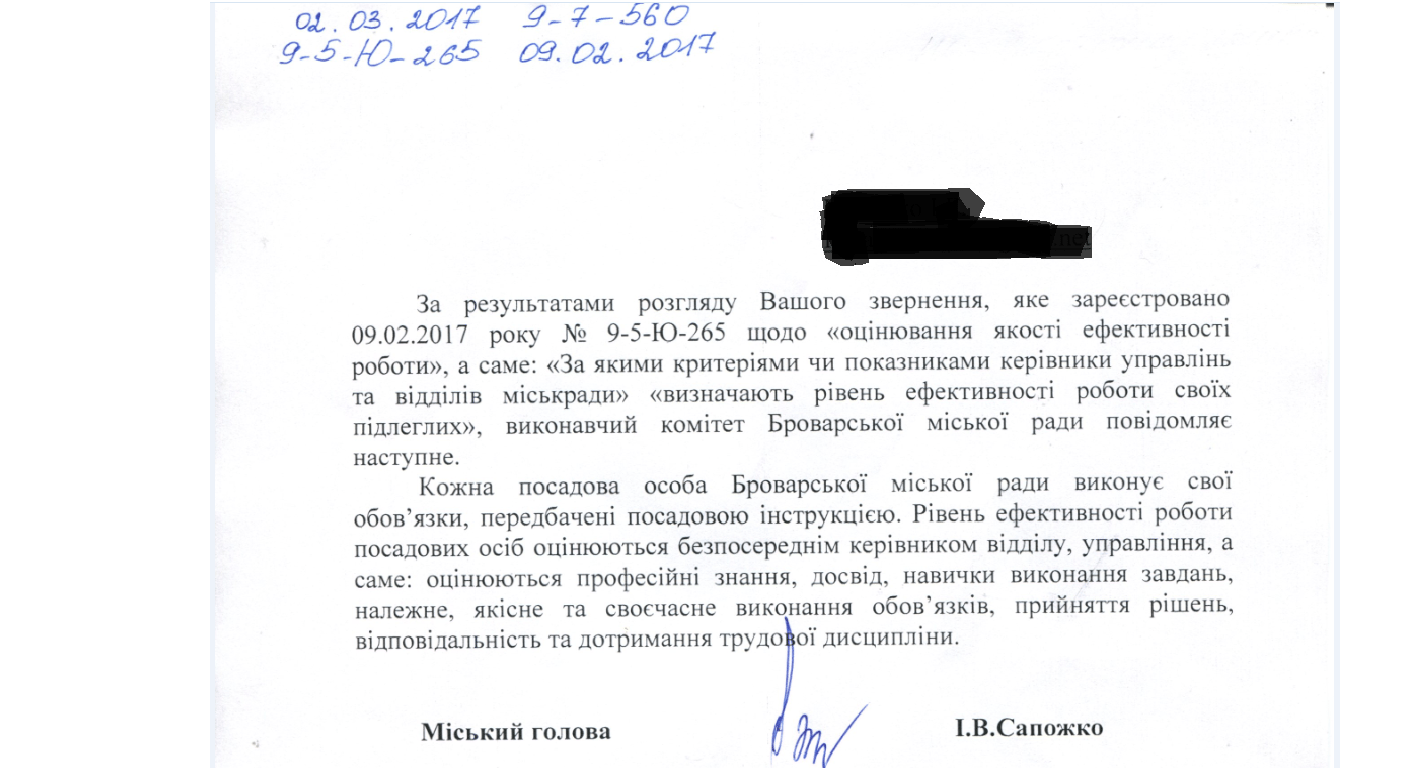 02.03.2017 9-7-560
9-5-Ю-265 09.02.2017
.net
За результатами розгляду Вашого звернення, яке зареєстровано
09.02.2017 року № 9-5-Ю-265 щодо «оцінювання якості ефективності
роботи», а саме: «За якими критеріями чи показниками керівники управлінь
та відділів міськради» «визначають рівень ефективності роботи своїх
підлеглих», виконавчий комітет Броварської міської ради повідомляє
наступне.
Кожна посадова особа Броварської міської ради виконує свої
обов’язки, передбачені посадовою інструкцією. Рівень ефективності роботи
посадових осіб оцінюються безпосереднім керівником відділу, управління, а
саме: оцінюються професійні знання, досвід, навички виконання завдань,
належне, якісне та своєчасне виконання обов’язків, прийняття рішень,
відповідальність та дотримання трудової дисципліни.
Міський голова І.В.Сапожко